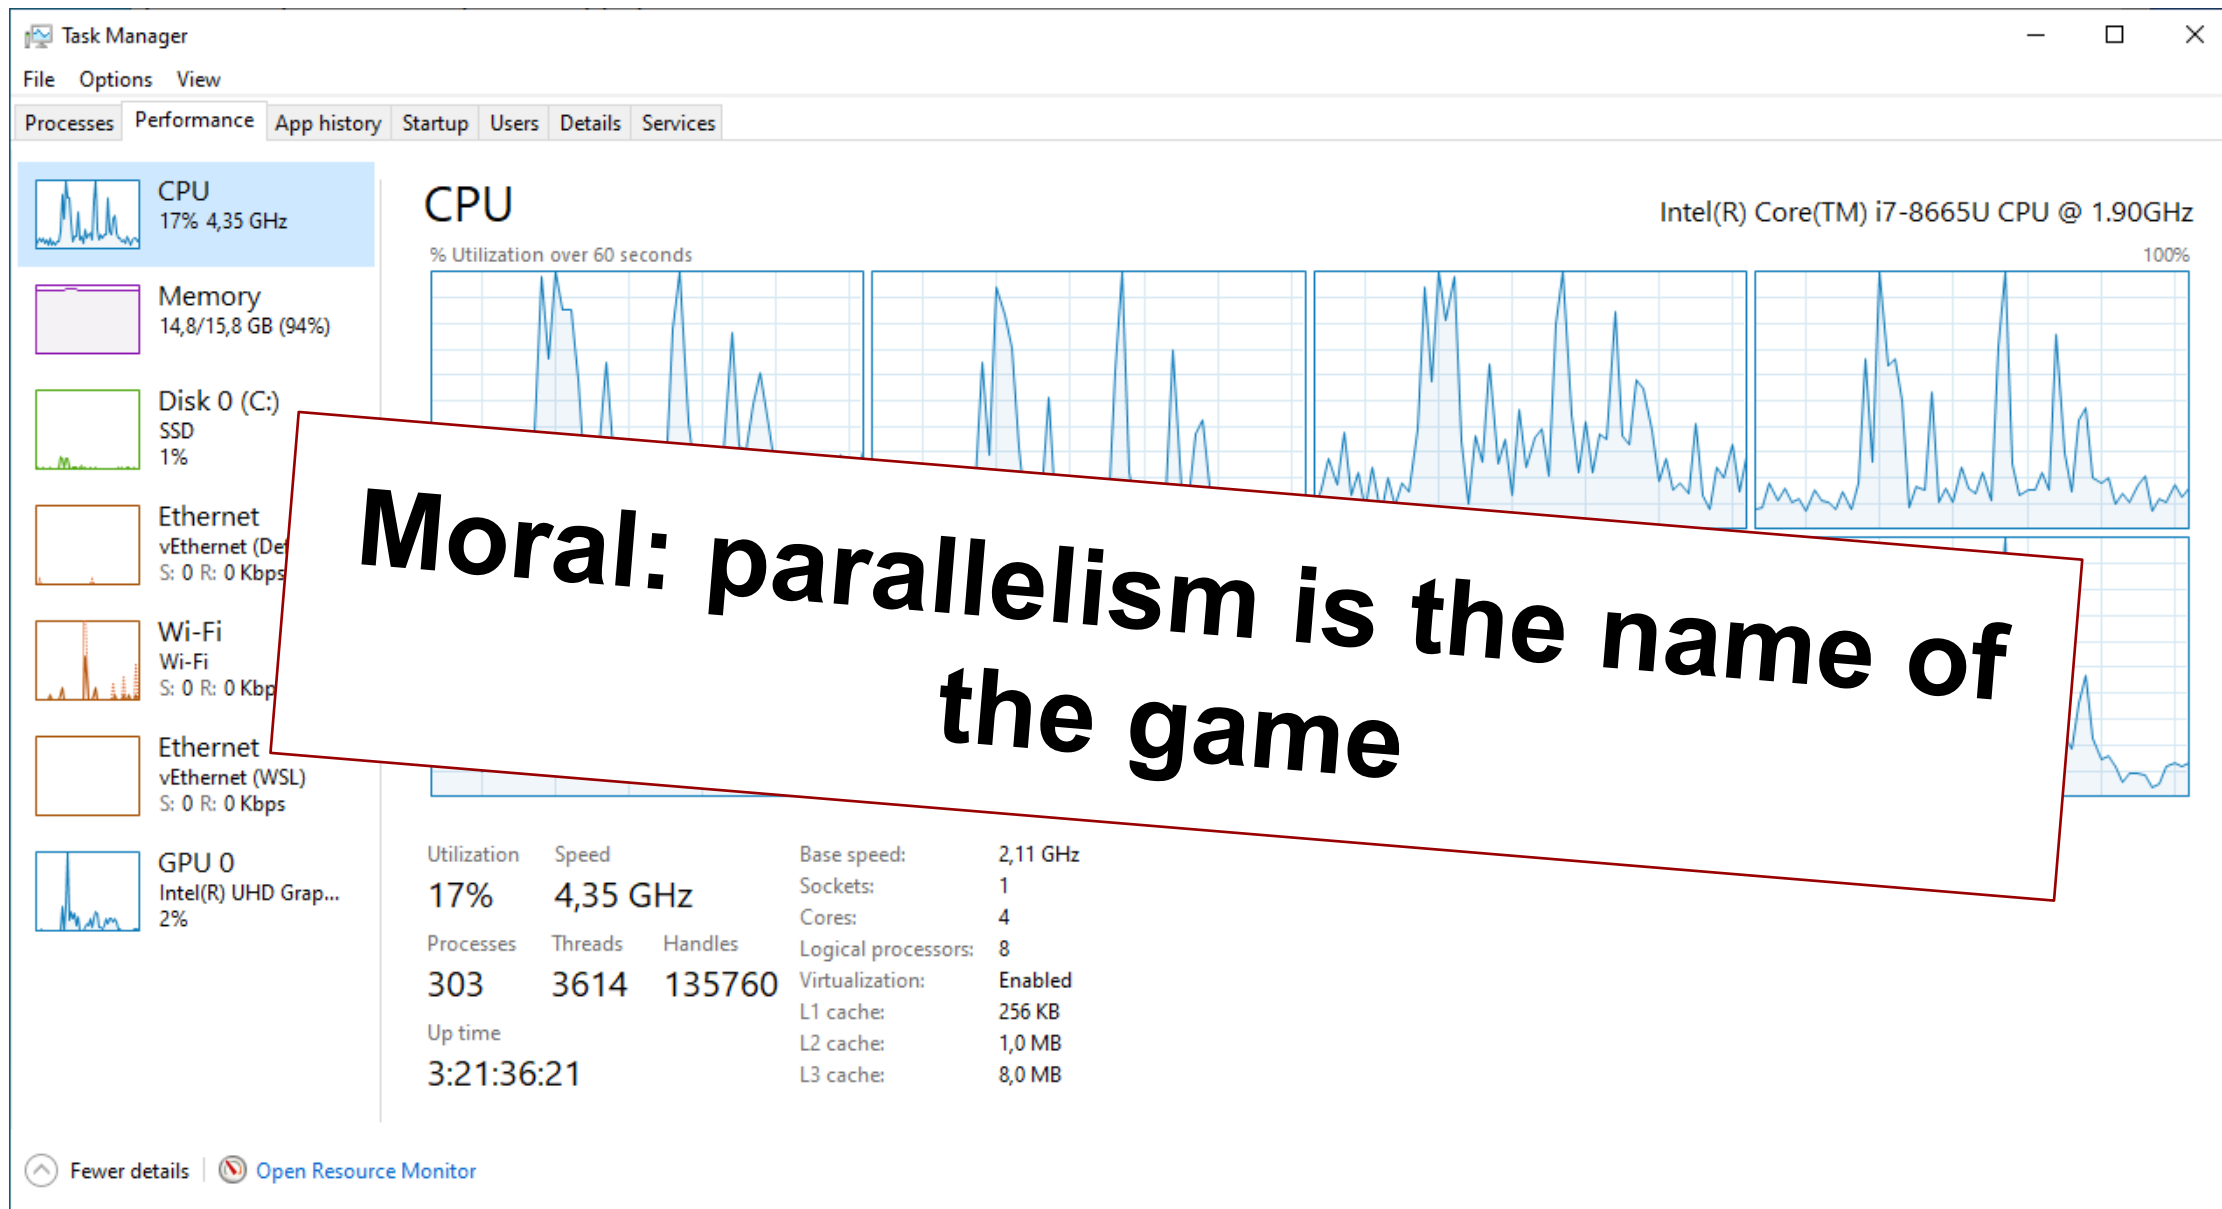 Task Manager
File Options View
Processes Performance App history Startup Users Details Services
CPU
17% 4,35 GHz
Memory
14,8/15,8 GB (94%)
Disk 0 (C:)
SSD
1%
Ethernet
vEthernet
S: 0 R: 0 Kbps
Wi-Fi
Wi-Fi
S: 0 R: 0
Ethernet
vEthernet (WSL)
S: 0 R: 0 Kbps
GPU 0
Intel(R) UHD Grap...
2%
CPU
Intel(R) Core(TM) i7-8665U CPU @ 1.90GHz
% Utilization over 60 seconds
100%
Moral: parallelism is the name of
the game
Utilization Speed
17% 4,35 GHz
Processes Threads Handles
303 3614 135760
Up time
3:21:36:21
Base speed: 2,11 GHz
Sockets: 1
Cores: 4
Logical processors: 8
Virtualization: Enabled
L1 cache: 256 KB
L2 cache: 1,0 MB
L3 cache: 8,0 MB
Fewer details
Open Resource Monitor